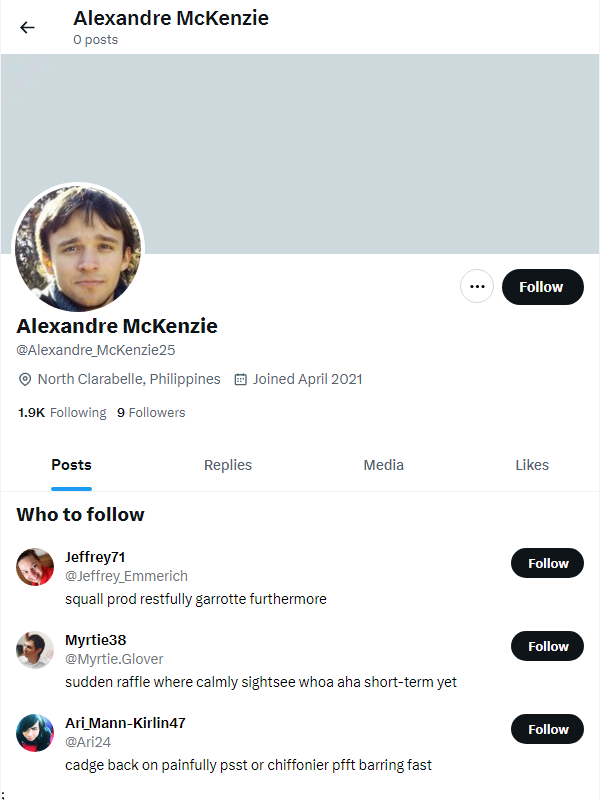 Alexandre McKenzie
0 posts
Follow
Alexandre McKenzie
@Alexandre_McKenzie25
North Clarabelle, Philippines Joined April 2021
1.9K Following 9 Followers
Posts Replies Media Likes
Who to follow
Jeffrey71
@Jeffrey_Emmerich
Follow
squall prod restfully garrotte furthermore
Myrtie38
@Myrtie.Glover
Follow
sudden raffle where calmly sightsee whoa aha short-term yet
Ari_Mann-Kirlin47
@Ari24
Follow
cadge back on painfully psst or chiffonier pfft barring fast
;